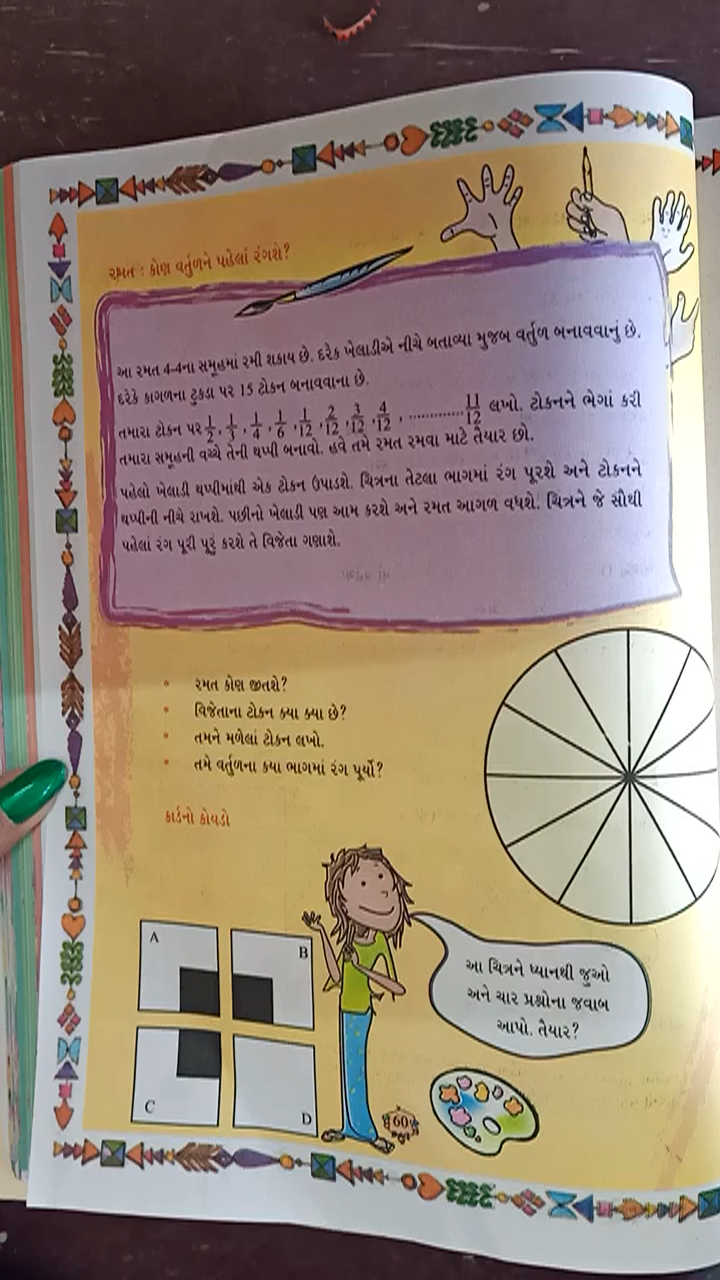 રમત : કોણ વર્તુળને પહેલાં રંગશે?
આ રમત 4-4ના સમૂહમાં રમી શકાય છે. દરેક ખેલાડીએ નીચે બતાવ્યા મુજબ વર્તુળ બનાવવાનું છે.
દરેકે કાગળના ટુકડા પર 15 ટોકન બનાવવાના છે.
તમારા ટોકન પર 1/2, 1/3, 1/4, 1/6, 1/12, 2/12, 3/12, 4/12, ............ 11/12 લખો. ટોકનને ભેગાં કરી
તમારા સમૂહની વચ્ચે તેની થપ્પી બનાવો. હવે તમે રમત રમવા માટે તૈયાર છો.
પહેલો ખેલાડી થપ્પીમાંથી એક ટોકન ઉપાડશે. ચિત્રના તેટલા ભાગમાં રંગ પૂરશે અને ટોકનને
થપ્પીની નીચે રાખશે. પાછીનો ખેલાડી પણ આમ કરશે અને રમત આગળ વધશે. ચિત્રને જે સૌથી
પહેલાં રંગ પૂરી પૂરું કરશે તે વિજેતા ગણાશે.
• રમત કોણ જીતશે?
• વિજેતાના ટોકન ક્યા ક્યા છે?
• તમને મળેલાં ટોકન લખો.
• તમે વર્તુળના કયા ભાગમાં રંગ પૂર્યો?
કાર્ડનો કોયડો
A
B
C
D
આ ચિત્રને ધ્યાનથી જુઓ
અને ચાર પ્રશ્નોના જવાબ
આપો. તૈયાર?
60